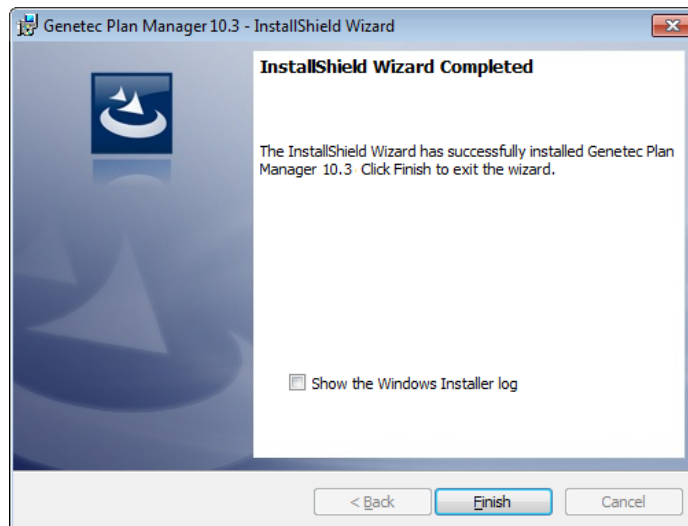 Genetec Plan Manager 10.3 - InstallShield Wizard
InstallShield Wizard Completed
The InstallShield Wizard has successfully installed Genetec Plan
Manager 10.3 Click Finish to exit the wizard.
Show the Windows Installer log
< Back
Finish
Cancel